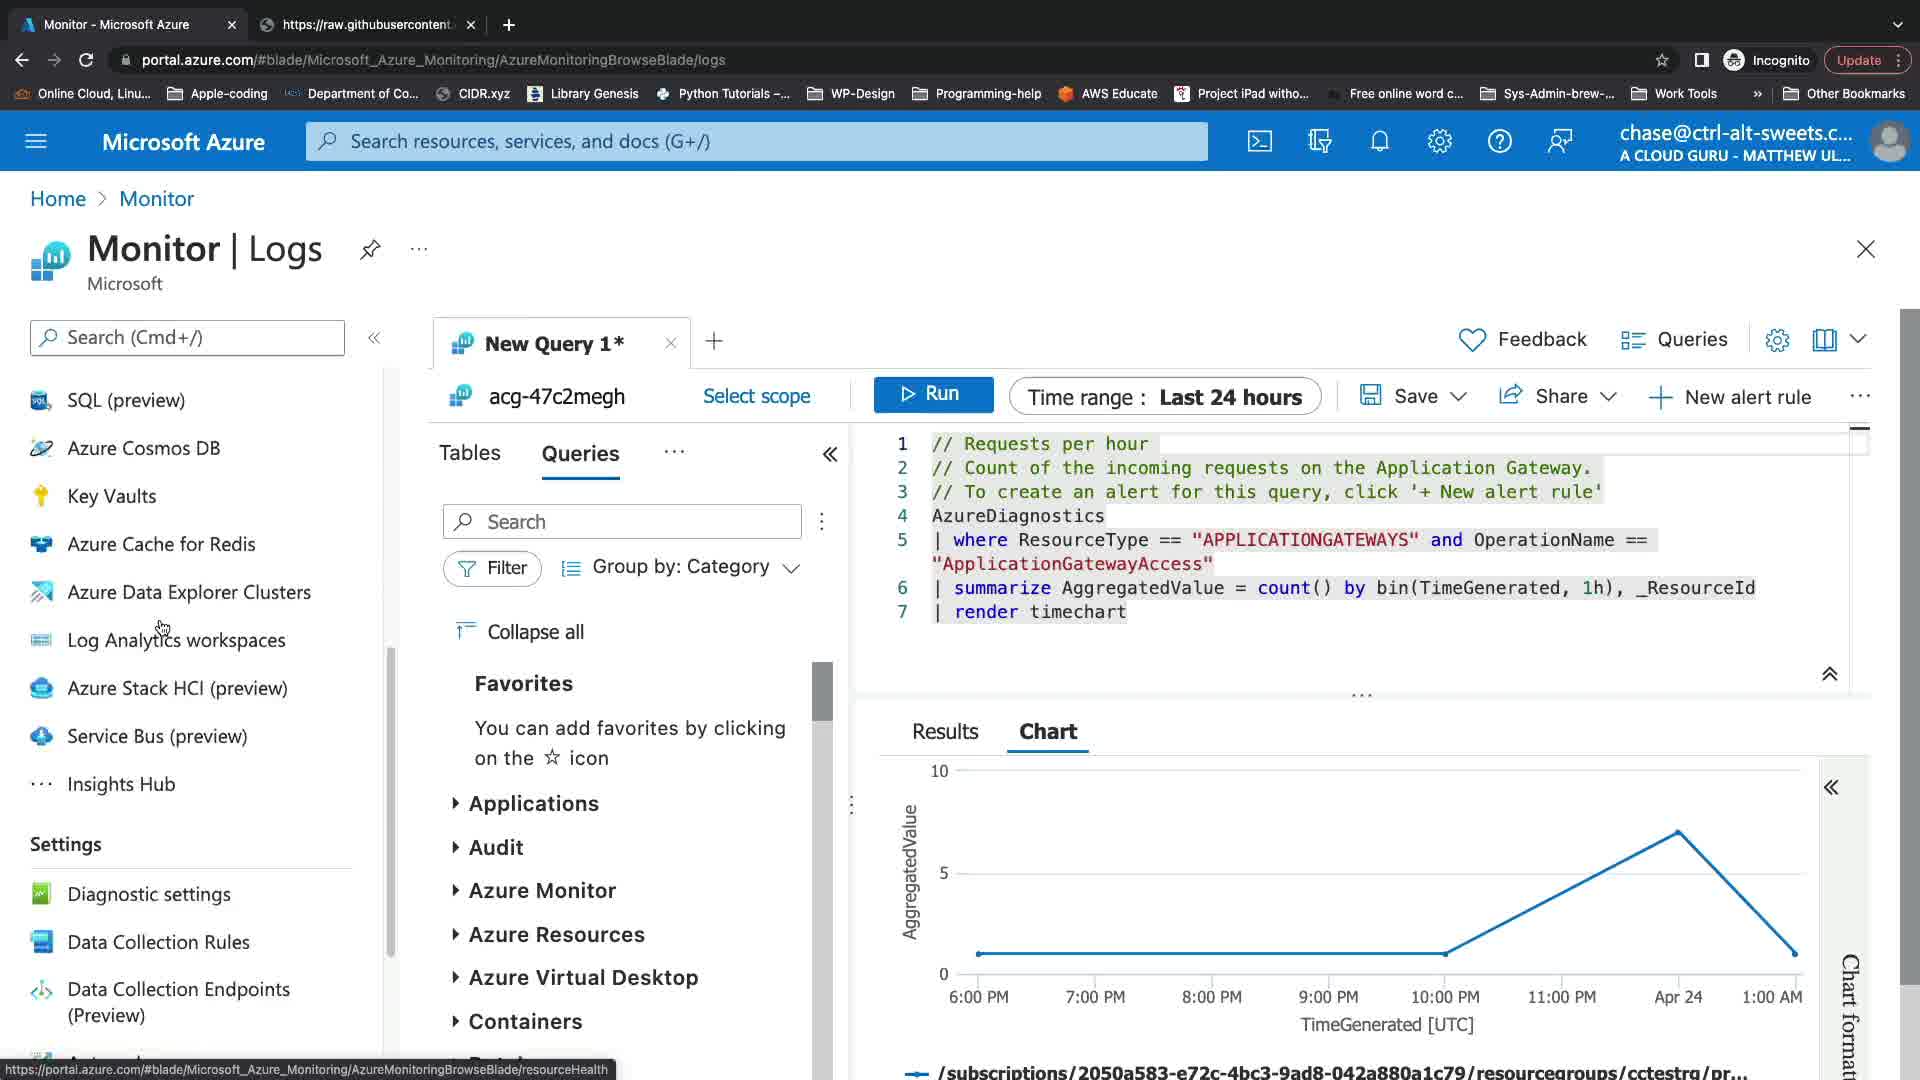 Monitor - Microsoft Azure
https://raw.githubusercontent
portal.azure.com/#blade/Microsoft_Azure_Monitoring/AzureMonitoringBrowseBlade/logs
Incognito
Update
Online Cloud, Linu...
Apple-coding
Department of Co...
CIDR.xyz
Library Genesis
Python Tutorials –...
WP-Design
Programming-help
AWS Educate
Project iPad witho...
Free online word c...
Sys-Admin-brew-...
Work Tools
»
Other Bookmarks
Microsoft Azure
Search resources, services, and docs (G+/)
chase@ctrl-alt-sweets.c...
A CLOUD GURU - MATTHEW UL...
Home > Monitor
Monitor | Logs
...
Microsoft
Search (Cmd+/)
«
SQL (preview)
Azure Cosmos DB
Key Vaults
Azure Cache for Redis
Azure Data Explorer Clusters
Log Analytics workspaces
Azure Stack HCI (preview)
Service Bus (preview)
Insights Hub
Settings
Diagnostic settings
Data Collection Rules
Data Collection Endpoints
(Preview)
https://portal.azure.com/#blade/Microsoft_Azure_Monitoring/AzureMonitoringBrowseBlade/resourceHealth
New Query 1*
Feedback
Queries
acg-47c2megh
Select scope
Run
Time range : Last 24 hours
Save
Share
New alert rule
...
Tables
Queries
...
«
Search
Filter
Group by: Category
Collapse all
Favorites
You can add favorites by clicking
on the ☆ icon
Applications
Audit
Azure Monitor
Azure Resources
Azure Virtual Desktop
Containers
1 // Requests per hour
2 // Count of the incoming requests on the Application Gateway.
3 // To create an alert for this query, click '+ New alert rule'
4 AzureDiagnostics
5 | where ResourceType == "APPLICATIONGATEWAYS" and OperationName ==
"ApplicationGatewayAccess"
6 | summarize AggregatedValue = count() by bin(TimeGenerated, 1h), _ResourceId
7 | render timechart
Results
Chart
10
5
0
AggregatedValue
6:00 PM
7:00 PM
8:00 PM
9:00 PM
10:00 PM
11:00 PM
Apr 24
1:00 AM
TimeGenerated [UTC]
/subscriptions/2050a583-e72c-4bc3-9ad8-042a880a1c79/resourcegroups/cctestrg/pr...
«
Chart format